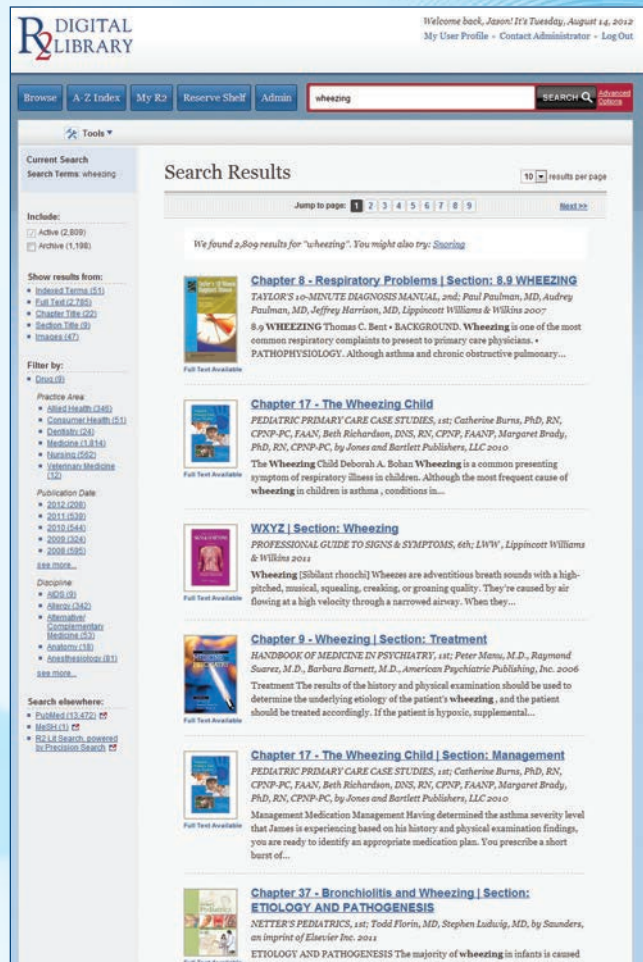 R2 DIGITAL
LIBRARY
Welcome back, Jason! It's Tuesday, August 14, 2012
My User Profile - Contact Administrator - Log Out
Browse
A-Z Index
My R2
Reserve Shelf
Admin
wheezing
SEARCH
Advanced
Options
Tools
Current Search
Search Terms: wheezing
Include:
Active (2,809)
Archive (1,198)
Show results from:
Indexed Terms (51)
Full Text (2,785)
Chapter Title (22)
Section Title (9)
Images (47)
Filter by:
Drug (9)
Practice Area
Allied Health (346)
Consumer Health (51)
Dentistry (24)
Medicine (1,814)
Nursing (562)
Veterinary Medicine
(12)
Publication Date
2012 (208)
2011 (539)
2010 (544)
2009 (324)
2008 (595)
see more...
Discipline
AIDS (9)
Allergy (342)
Alternative/
Complementary
Medicine (53)
Anatomy (18)
Anesthesiology (81)
see more...
Search elsewhere:
PubMed (13,472)
MeSH (1)
R2 Lit Search, powered
by Precision Search
Search Results
10 results per page
Jump to page: 1 2 3 4 5 6 7 8 9 Next>>
We found 2,809 results for "wheezing". You might also try: Snoring
Chapter 8 - Respiratory Problems | Section: 8.9 WHEEZING
TAYLOR'S 10-MINUTE DIAGNOSIS MANUAL, 2nd; Paul Paulman, MD, Audrey
Paulman, MD, Jeffrey Harrison, MD, Lippincott Williams & Wilkins 2007
8.9 WHEEZING Thomas C. Bent • BACKGROUND. Wheezing is one of the most
common respiratory complaints to present to primary care physicians. •
PATHOPHYSIOLOGY. Although asthma and chronic obstructive pulmonary...
Full Text Available
Chapter 17 - The Wheezing Child
PEDIATRIC PRIMARY CARE CASE STUDIES, 1st; Catherine Burns, PhD, RN,
CPNP-PC, FAAN, Beth Richardson, DNS, RN, CPNP, FAANP, Margaret Brady,
PhD, RN, CPNP-PC, by Jones and Bartlett Publishers, LLC 2010
The Wheezing Child Deborah A. Bohan Wheezing is a common presenting
symptom of respiratory illness in children. Although the most frequent cause of
wheezing in children is asthma , conditions in...
Full Text Available
WXYZ | Section: Wheezing
PROFESSIONAL GUIDE TO SIGNS & SYMPTOMS, 6th; LWW , Lippincott Williams
& Wilkins 2011
Wheezing [Sibilant rhonchi] Wheezes are adventitious breath sounds with a high-
pitched, musical, squealing, creaking, or groaning quality. They're caused by air
flowing at a high velocity through a narrowed airway. When they...
Full Text Available
Chapter 9 - Wheezing | Section: Treatment
HANDBOOK OF MEDICINE IN PSYCHIATRY, 1st; Peter Manu, M.D., Raymond
Suarez, M.D., Barbara Barnett, M.D., American Psychiatric Publishing, Inc. 2006
Treatment The results of the history and physical examination should be used to
determine the underlying etiology of the patient's wheezing , and the patient
should be treated accordingly. If the patient is hypoxic, supplemental...
Full Text Available
Chapter 17 - The Wheezing Child | Section: Management
PEDIATRIC PRIMARY CARE CASE STUDIES, 1st; Catherine Burns, PhD, RN,
CPNP-PC, FAAN, Beth Richardson, DNS, RN, CPNP, FAANP, Margaret Brady,
PhD, RN, CPNP-PC, by Jones and Bartlett Publishers, LLC 2010
Management Medication Management Having determined the asthma severity level
that James is experiencing based on his history and physical examination findings,
you are ready to identify an appropriate medication plan. You prescribe a short
burst of...
Full Text Available
Chapter 37 - Bronchiolitis and Wheezing | Section:
ETIOLOGY AND PATHOGENESIS
NETTER'S PEDIATRICS, 1st; Todd Florin, MD, Stephen Ludwig, MD, by Saunders,
an imprint of Elsevier Inc. 2011
ETIOLOGY AND PATHOGENESIS The majority of wheezing in infants is caused